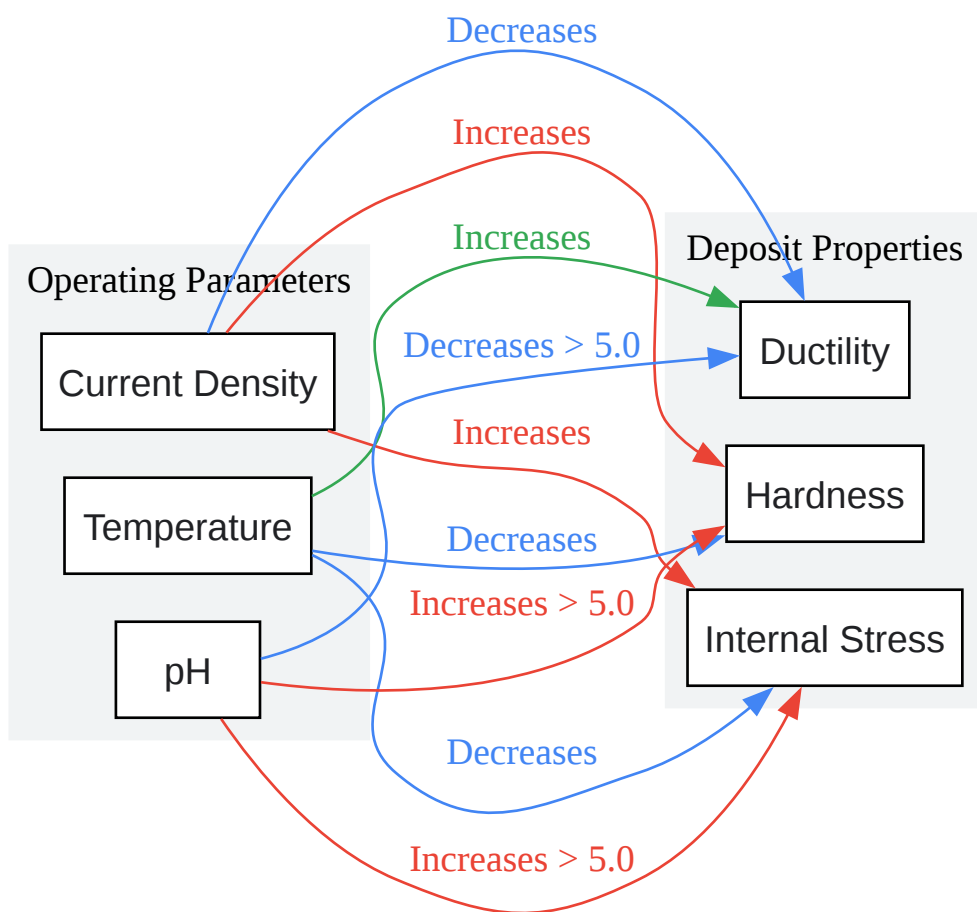 Decreases
Increases
Increases
Deposit Properties
Operating Parameters
Decreases > 5.0
Ductility
Current Density
Increases
Hardness
Temperature
Decreases
Increases > 5.0
Internal Stress
pH
Decreases
Increases > 5.0